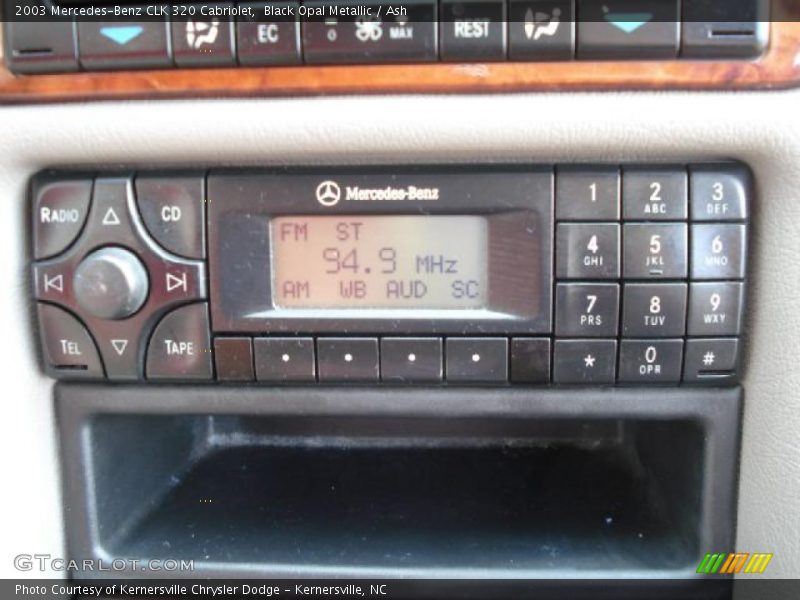 2003 Mercedes-Benz CLK 320 Cabriolet, Black Opal Metallic / Ash
EC
0
MAX
REST
Mercedes-Benz
RADIO
CD
TEL
TAPE
FM ST
94.9 MHz
AM WB AUD SC
1
2 ABC
3 DEF
4 GHI
5 JKL
6 MNO
7 PRS
8 TUV
9 WXY
*
0 OPR
#
GTCARLOT.COM
Photo Courtesy of Kernersville Chrysler Dodge - Kernersville, NC